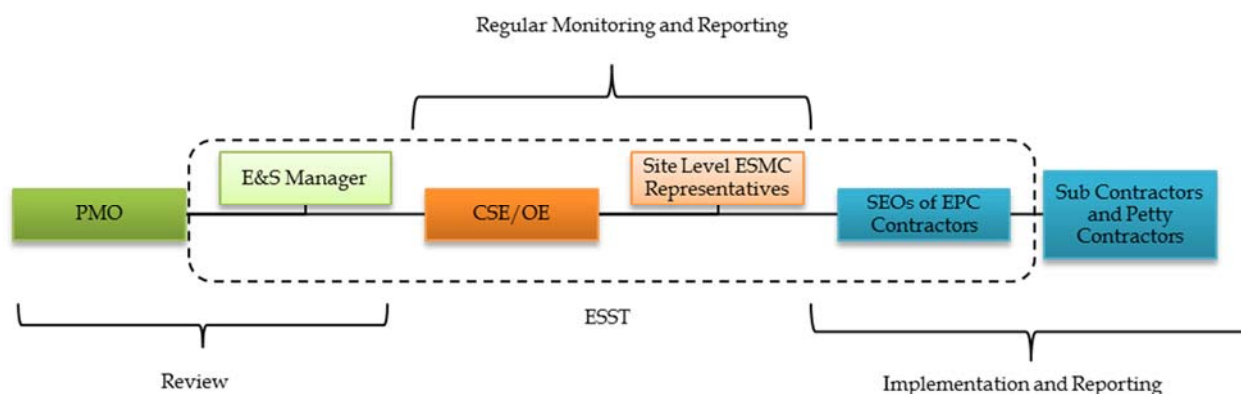 Regular Monitoring and Reporting
E&S Manager
Site Level ESMC
Representatives
PMO
CSE/OE
SEOs of EPC
Contractors
Sub Contractors
and Petty
Contractors
ESST
Review
Implementation and Reporting